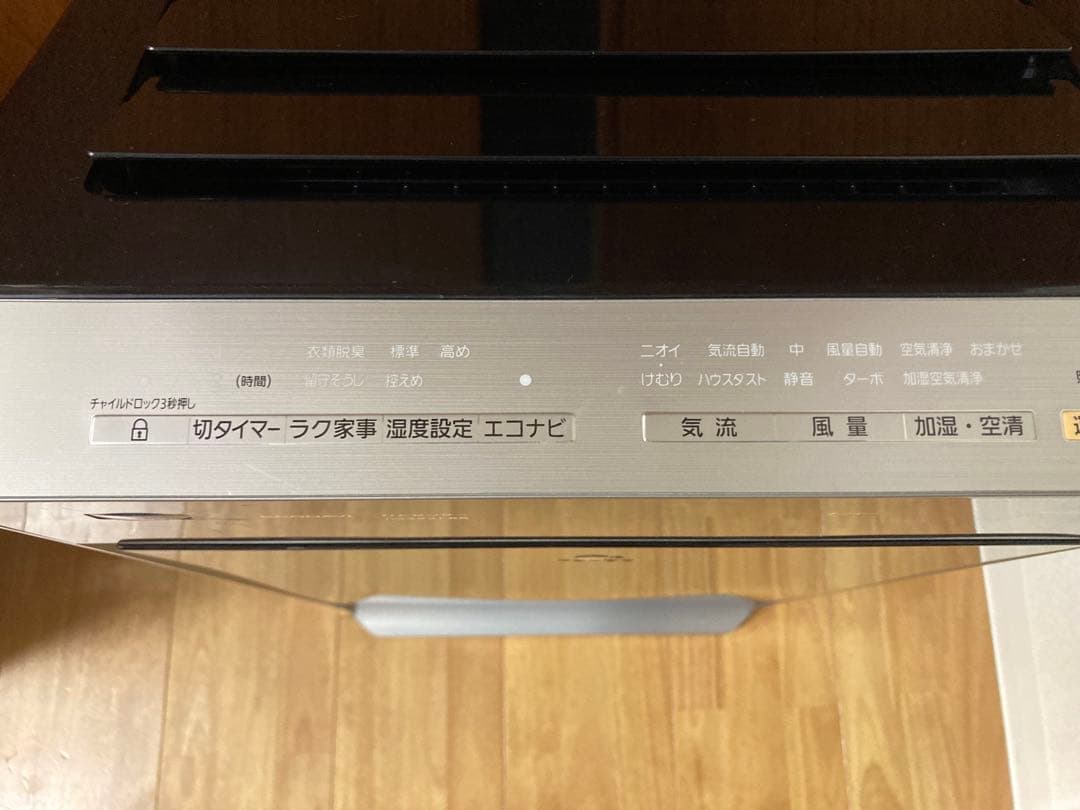 衣類脱臭 標準 高め
留守そうじ 控えめ
(時間)
チャイルドロック3秒押し
切タイマー ラク家事 湿度設定 エコナビ
ニオイ 気流自動 中 風量自動 空気清浄 おまかせ
けむり ハウスダスト 静音 ターボ 加湿空気清浄
気流 風量 加湿・空清